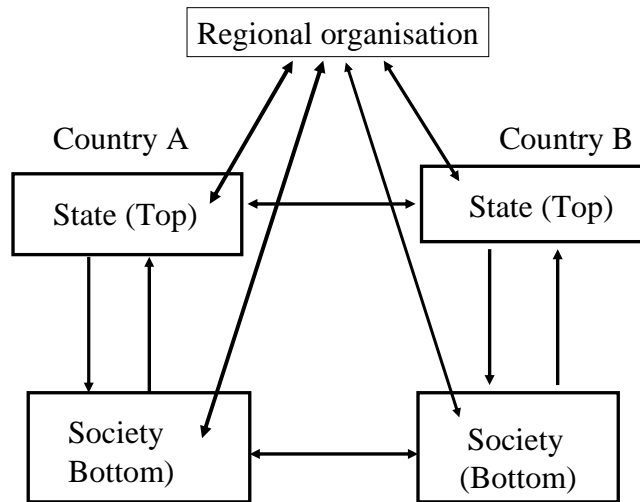 Regional organisation
Country A
Country B
State (Top)
State (Top)
Society
Bottom)
Society
(Bottom)